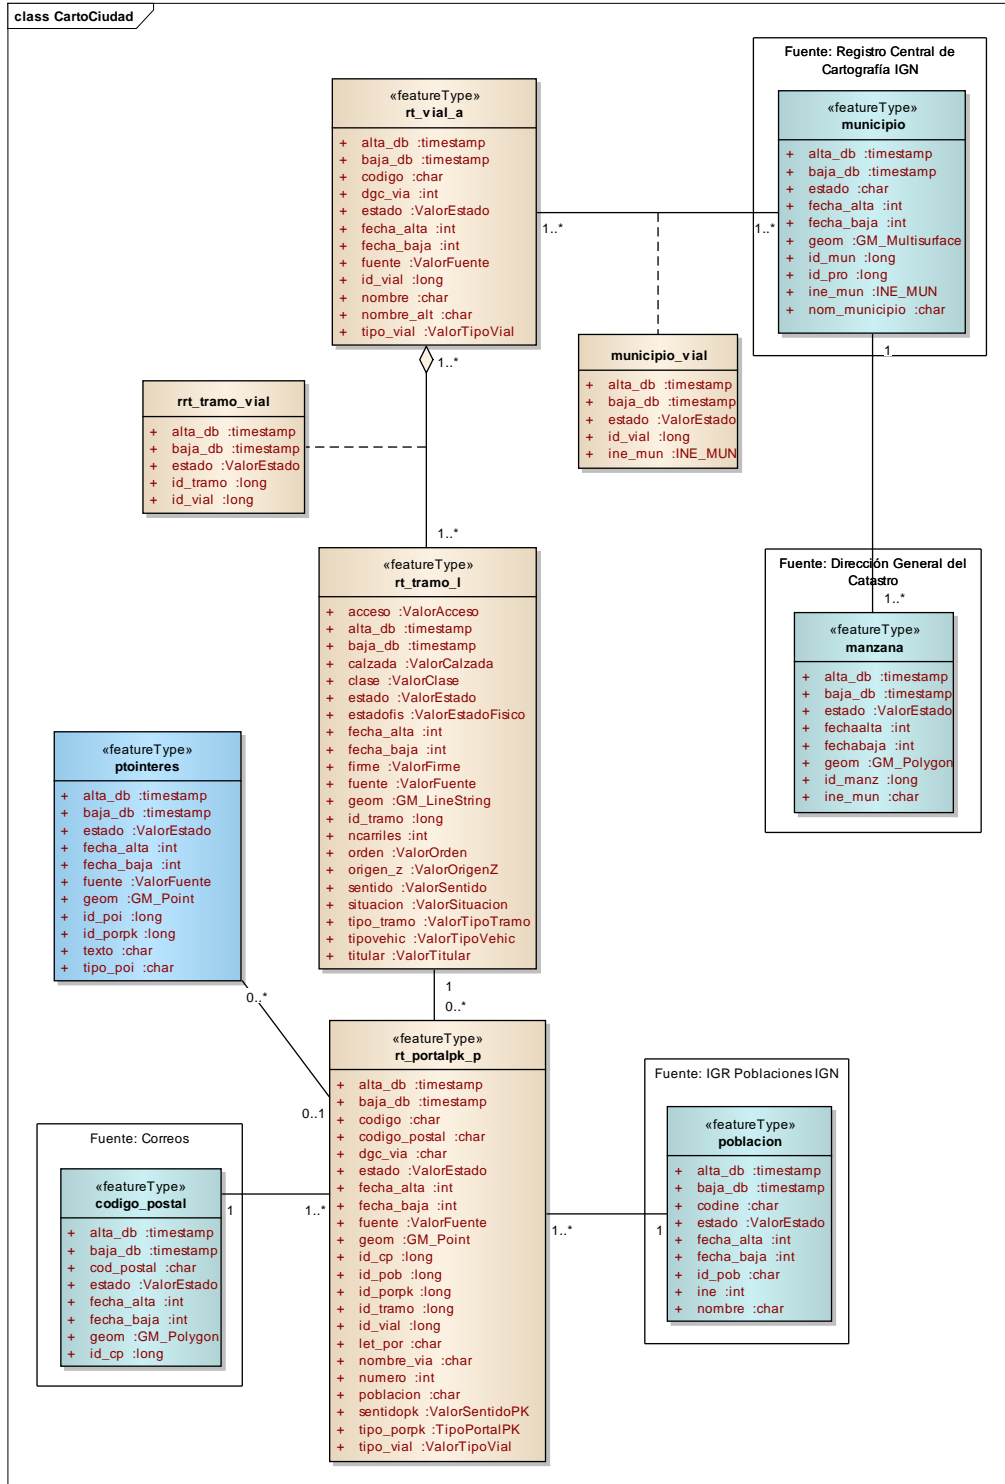 class CartoCiudad
«featureType»
rt_vial_a
+ alta_db :timestamp
+ baja_db :timestamp
+ codigo :char
+ dgc_via :int
+ estado :ValorEstado
+ fecha_alta :int
+ fecha_baja :int
+ fuente :ValorFuente
+ id_vial :long
+ nombre :char
+ nombre_alt :char
+ tipo_vial :ValorTipoVial
Fuente: Registro Central de
Cartografía IGN
«featureType»
municipio
+ alta_db :timestamp
+ baja_db :timestamp
+ estado :char
+ fecha_alta :int
+ fecha_baja :int
+ geom :GM_Multisurface
+ id_mun :long
+ id_pro :long
+ ine_mun :INE_MUN
+ nom_municipio :char
1..*
1..*
municipio_vial
+ alta_db :timestamp
+ baja_db :timestamp
+ estado :ValorEstado
+ id_vial :long
+ ine_mun :INE_MUN
1
1..*
rrt_tramo_vial
+ alta_db :timestamp
+ baja_db :timestamp
+ estado :ValorEstado
+ id_tramo :long
+ id_vial :long
1..*
«featureType»
rt_tramo_l
+ acceso :ValorAcceso
+ alta_db :timestamp
+ baja_db :timestamp
+ calzada :ValorCalzada
+ clase :ValorClase
+ estado :ValorEstado
+ estadofis :ValorEstadoFisico
+ fecha_alta :int
+ fecha_baja :int
+ firme :ValorFirme
+ fuente :ValorFuente
+ geom :GM_LineString
+ id_tramo :long
+ ncarriles :int
+ orden :ValorOrden
+ origen_z :ValorOrigenZ
+ sentido :ValorSentido
+ situacion :ValorSituacion
+ tipo_tramo :ValorTipoTramo
+ tipovehic :ValorTipoVehic
+ titular :ValorTitular
Fuente: Dirección General del
Catastro
1..*
«featureType»
manzana
+ alta_db :timestamp
+ baja_db :timestamp
+ estado :ValorEstado
+ fechaalta :int
+ fechabaja :int
+ geom :GM_Polygon
+ id_manz :long
+ ine_mun :char
«featureType»
ptointeres
+ alta_db :timestamp
+ baja_db :timestamp
+ estado :ValorEstado
+ fecha_alta :int
+ fecha_baja :int
+ fuente :ValorFuente
+ geom :GM_Point
+ id_poi :long
+ id_porpk :long
+ texto :char
+ tipo_poi :char
1
0..*
0..*
0..1
«featureType»
rt_portalpk_p
+ alta_db :timestamp
+ baja_db :timestamp
+ codigo :char
+ codigo_postal :char
+ dgc_via :char
+ estado :ValorEstado
+ fecha_alta :int
+ fecha_baja :int
+ fuente :ValorFuente
+ geom :GM_Point
+ id_cp :long
+ id_pob :long
+ id_porpk :long
+ id_tramo :long
+ id_vial :long
+ let_por :char
+ nombre_via :char
+ numero :int
+ poblacion :char
+ sentidopk :ValorSentidoPK
+ tipo_porpk :TipoPortalPK
+ tipo_vial :ValorTipoVial
Fuente: IGR Poblaciones IGN
«featureType»
poblacion
+ alta_db :timestamp
+ baja_db :timestamp
+ codine :char
+ estado :ValorEstado
+ fecha_alta :int
+ fecha_baja :int
+ id_pob :char
+ ine :int
+ nombre :char
1..*
1
Fuente: Correos
«featureType»
codigo_postal
+ alta_db :timestamp
+ baja_db :timestamp
+ cod_postal :char
+ estado :ValorEstado
+ fecha_alta :int
+ fecha_baja :int
+ geom :GM_Polygon
+ id_cp :long
1
1..*